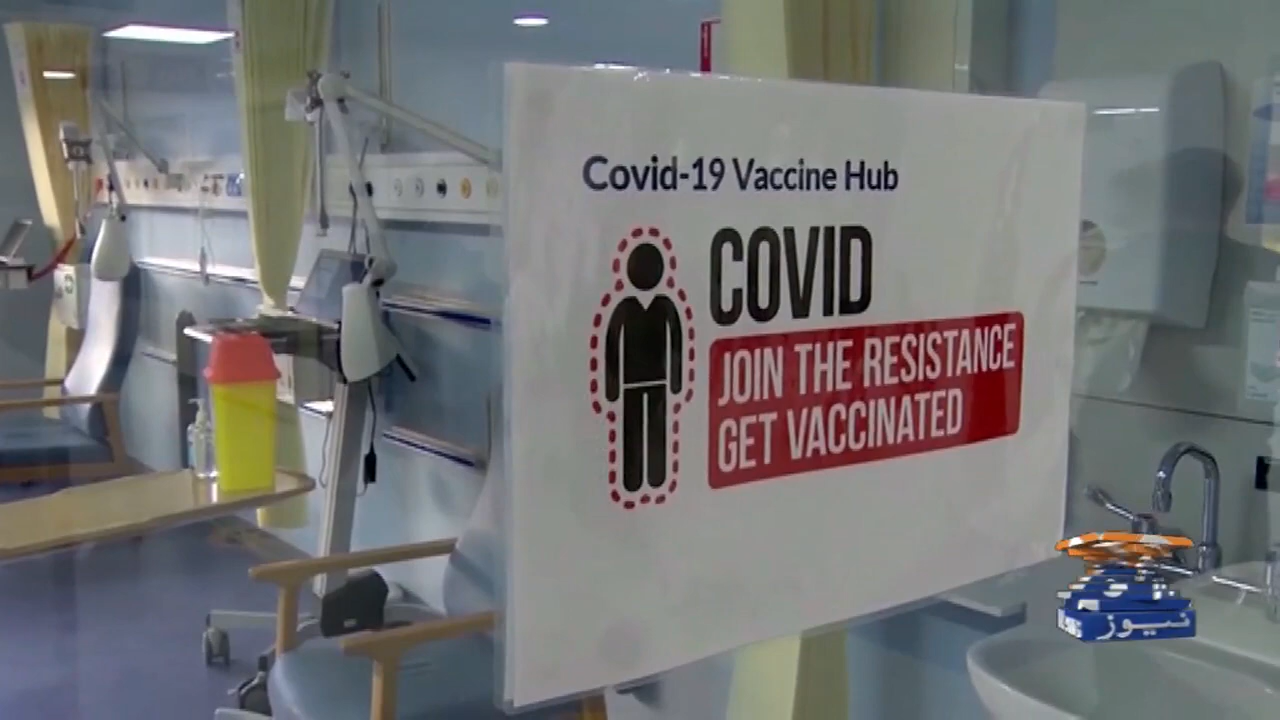 Covid-19 Vaccine Hub
COVID
JOIN THE RESISTANCE
GET VACCINATED
نیوز